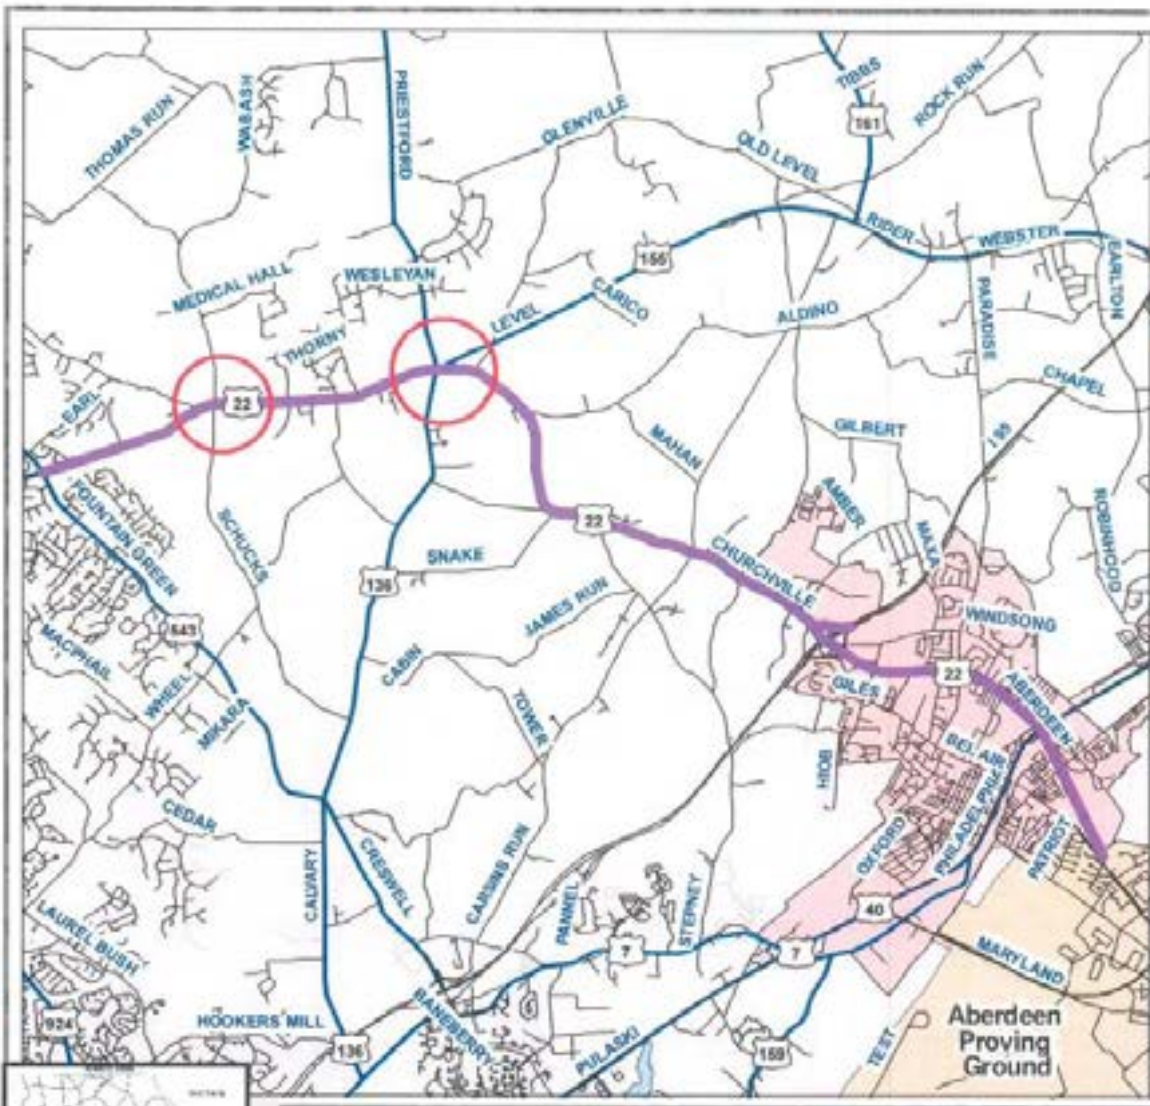 WABASH
PRIESTFORD
TIBBS
ROCK RUN
THOMAS RUN
GLENVILLE
161
OLD LEVEL
RIDER
WEBSTER
EARLTON
155
MEDICAL HALL
WESLEYAN
CARICO
LEVEL
ALDINO
PARADISE
THORNY
CHAPEL
EARL
22
GILBERT
I 95
MAHAN
FOUNTAIN GREEN
AMBER
ROBINHOOD
SCHUCKS
22
MAXA
SNAKE
CHURCHVILLE
136
JAMES RUN
WINDSONG
543
MACPHAIL
CABIN
WHEEL
22
GILES
ABERDEEN
MIKARA
TOWER
BEL AIR
BOTH
CEDAR
PHILADELPHIA
OXFORD
PATRIOT
CALVARY
CRESWELL
CARSINS RUN
PANNEL
STEPNEY
40
LAUREL BUSH
7
7
MARYLAND
924
HOOKERS MILL
BANEBERRY
136
PULASKI
159
TEST
Aberdeen
Proving
Ground